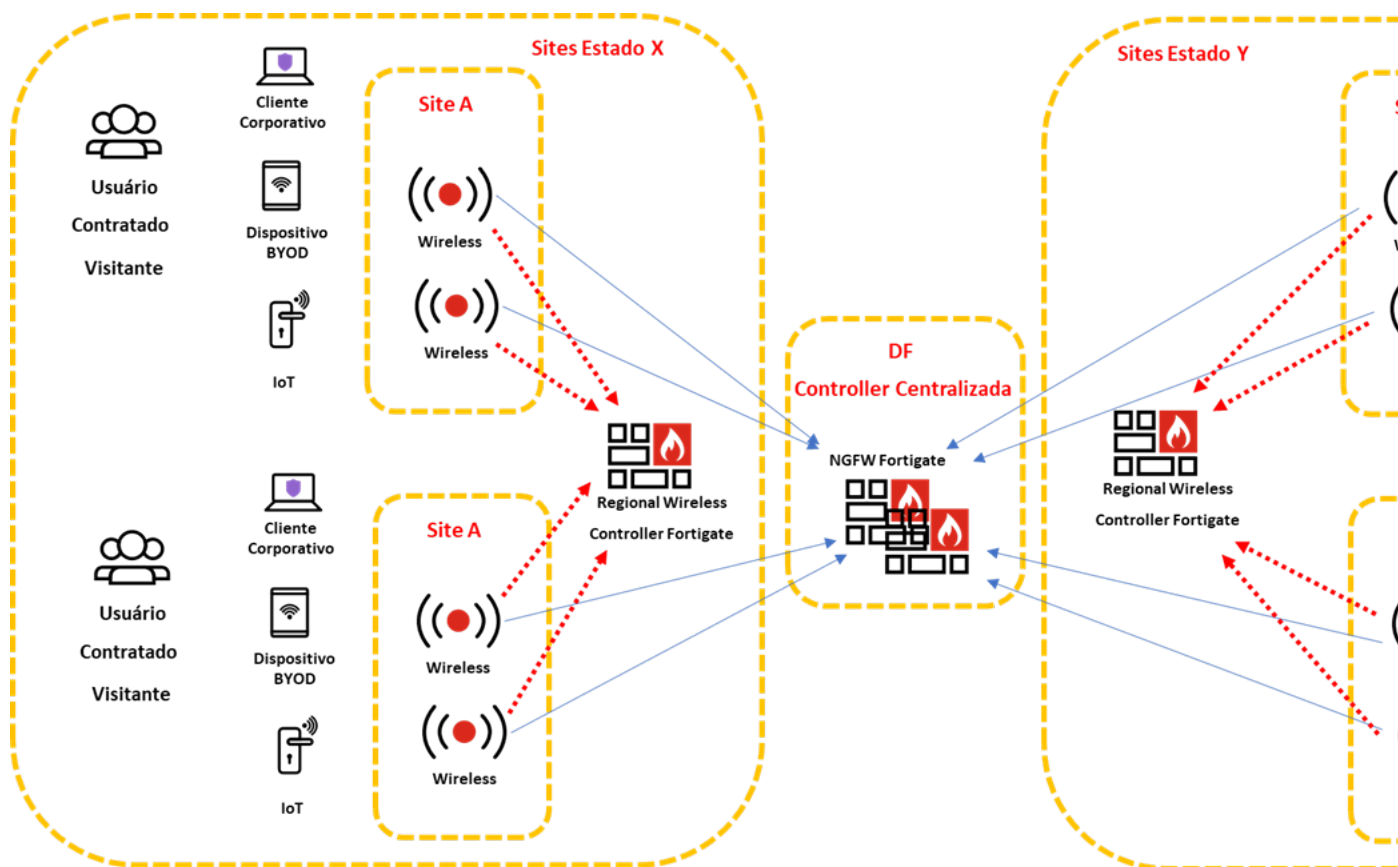 Sites Estado X
Cliente
Corporativo
Usuário
Contratado
Visitante
Dispositivo
BYOD
IoT
Site A
Wireless
Wireless
Regional Wireless
Controller Fortigate
Cliente
Corporativo
Usuário
Contratado
Visitante
Dispositivo
BYOD
IoT
Site A
Wireless
Wireless
DF
Controller Centralizada
NGFW Fortigate
Sites Estado Y
Regional Wireless
Controller Fortigate